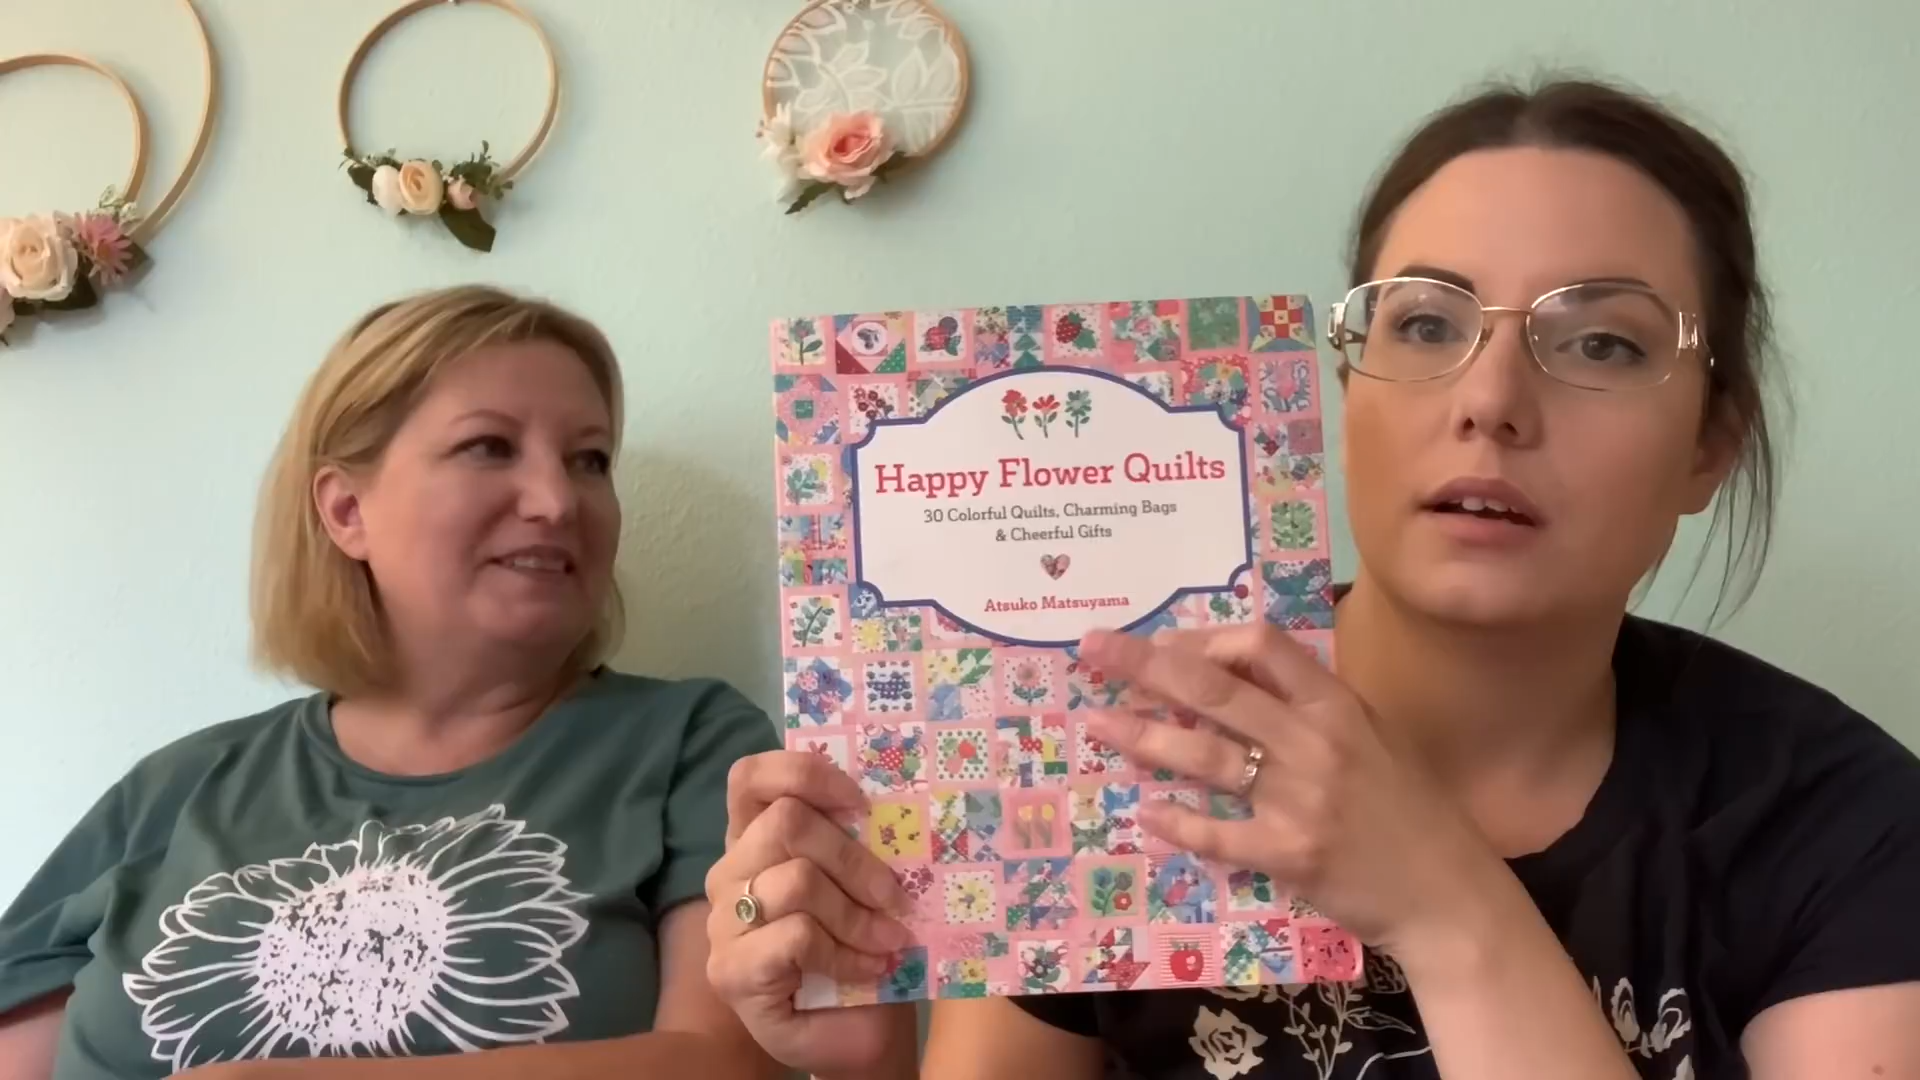 Happy Flower Quilts
30 Colorful Quilts, Charming Bags
& Cheerful Gifts
Atsuko Matsuyama